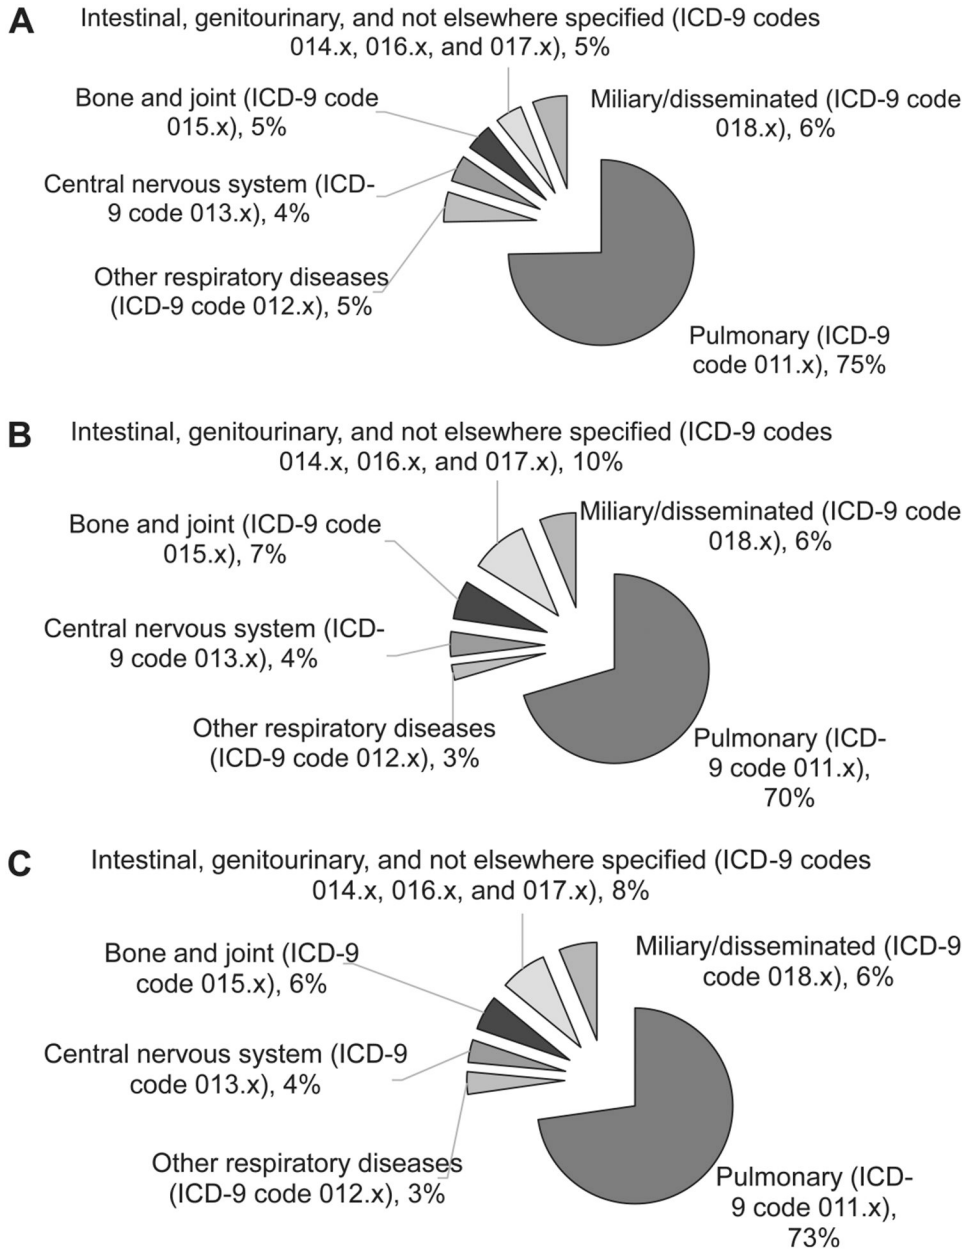 A
Intestinal, genitourinary, and not elsewhere specified (ICD-9 codes
014.x, 016.x, and 017.x), 5%
Bone and joint (ICD-9 code
015.x), 5%
Miliary/disseminated (ICD-9 code
018.x), 6%
Central nervous system (ICD-
9 code 013.x), 4%
Other respiratory diseases
(ICD-9 code 012.x), 5%
Pulmonary (ICD-9
code 011.x), 75%
B
Intestinal, genitourinary, and not elsewhere specified (ICD-9 codes
014.x, 016.x, and 017.x), 10%
Miliary/disseminated (ICD-9 code
018.x), 6%
Bone and joint (ICD-9 code
015.x), 7%
Central nervous system (ICD-
9 code 013.x), 4%
Other respiratory diseases
(ICD-9 code 012.x), 3%
Pulmonary (ICD-
9 code 011.x),
70%
C
Intestinal, genitourinary, and not elsewhere specified (ICD-9 codes
014.x, 016.x, and 017.x), 8%
Bone and joint (ICD-9
code 015.x), 6%
Miliary/disseminated (ICD-9
code 018.x), 6%
Central nervous system (ICD-9
code 013.x), 4%
Other respiratory diseases
(ICD-9 code 012.x), 3%
Pulmonary (ICD-
9 code 011.x),
73%